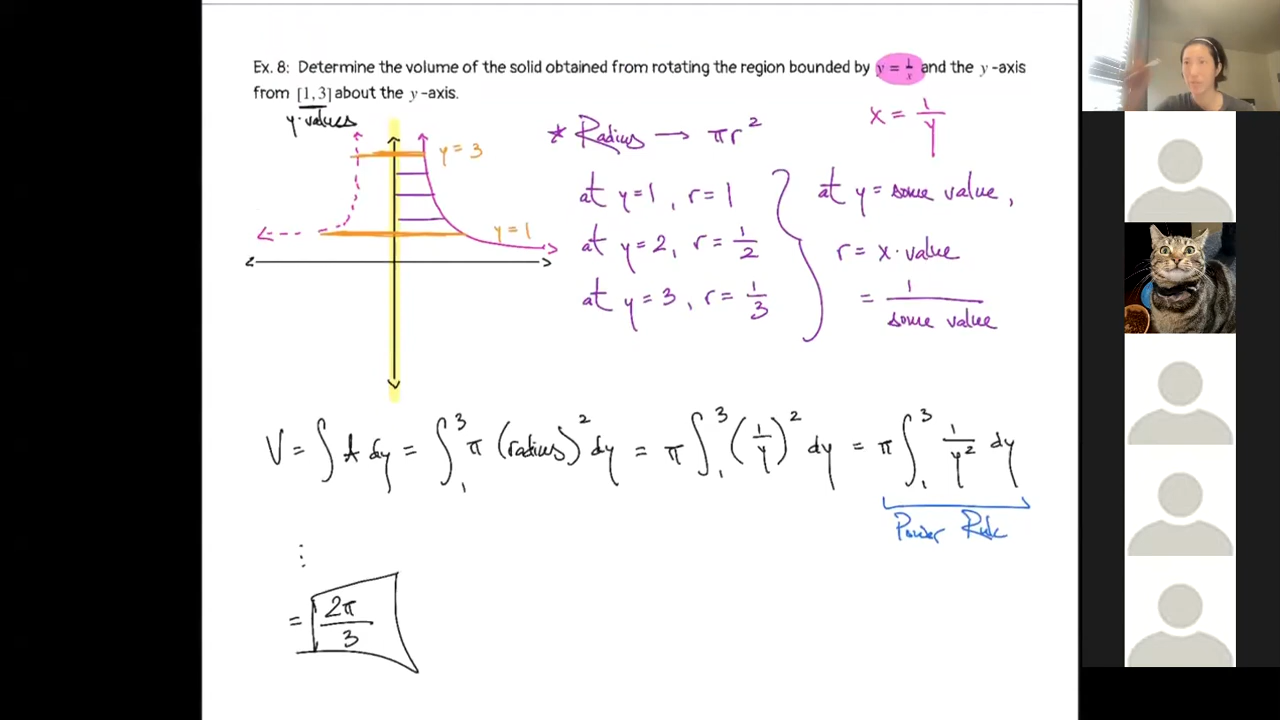 Ex. 8: Determine the volume of the solid obtained from rotating the region bounded by y = 1/x and the y-axis
from [1, 3] about the y-axis.
y-values
y = 3
y = 1
* Radius → πr²
at y=1, r=1
at y=2, r= 1/2
at y=3, r= 1/3
x = 1/y
at y= some value,
r= x-value
= 1/some value
V = ∫ A dy = ∫₁³ π (radius)² dy = π ∫₁³ (1/y)² dy = π ∫₁³ 1/y² dy
Power Rule
⋮
= 2π/3